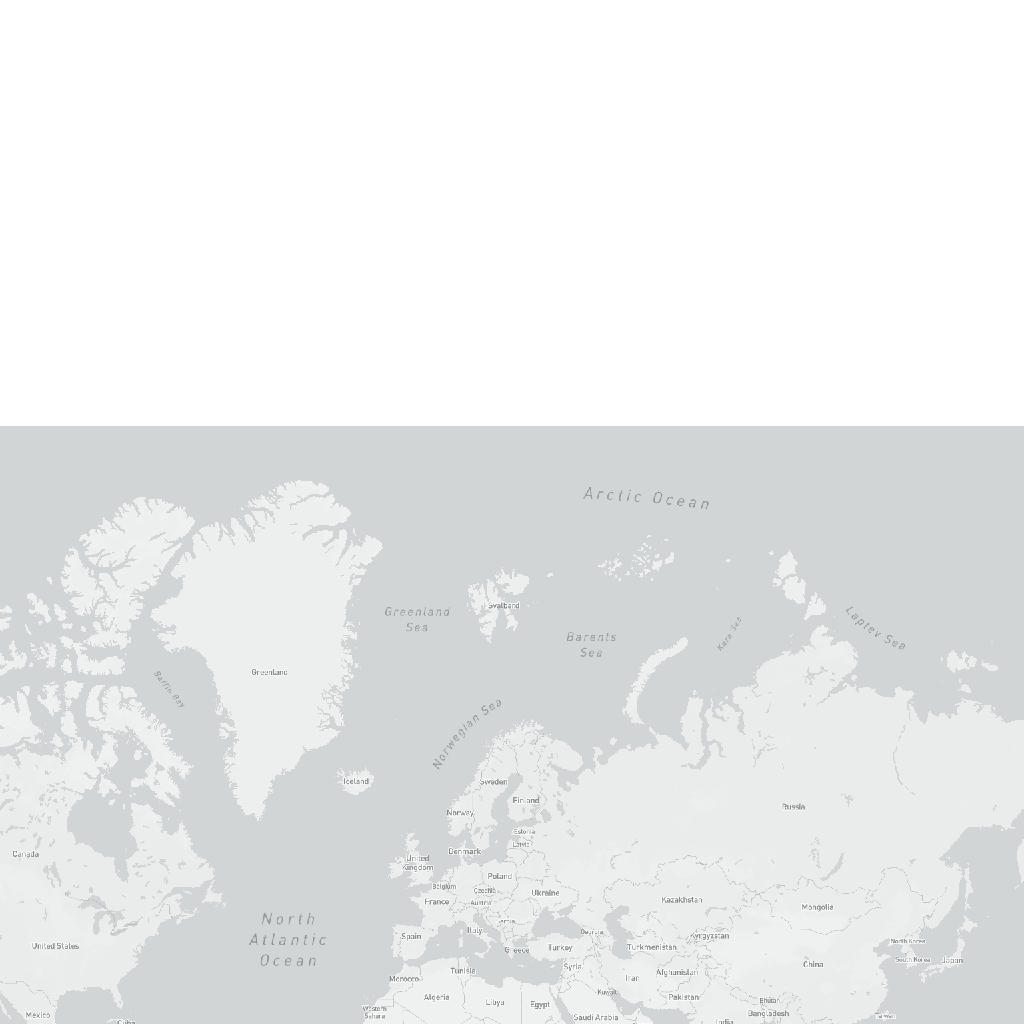 Arctic Ocean
Svalbard
Greenland
Sea
Laptev Sea
Kara Sea
Barents
Sea
Greenland
Baffin Bay
Norwegian Sea
Iceland
Sweden
Finland
Russia
Norway
Estonia
Latvia
Denmark
Canada
United
Kingdom
Poland
Belgium
Czechia
Ukraine
France
Austria
Kazakhstan
Mongolia
North
Atlantic
Ocean
Serbia
Italy
Georgia
Spain
Kyrgyzstan
North Korea
United States
Greece
Turkey
Turkmenistan
South Korea
Japan
Syria
China
Tunisia
Afghanistan
Morocco
Iran
Kuwait
Algeria
Libya
Egypt
Pakistan
Bhutan
Western
Sahara
Mexico
Saudi Arabia
Bangladesh
Taiwan
Cuba
India